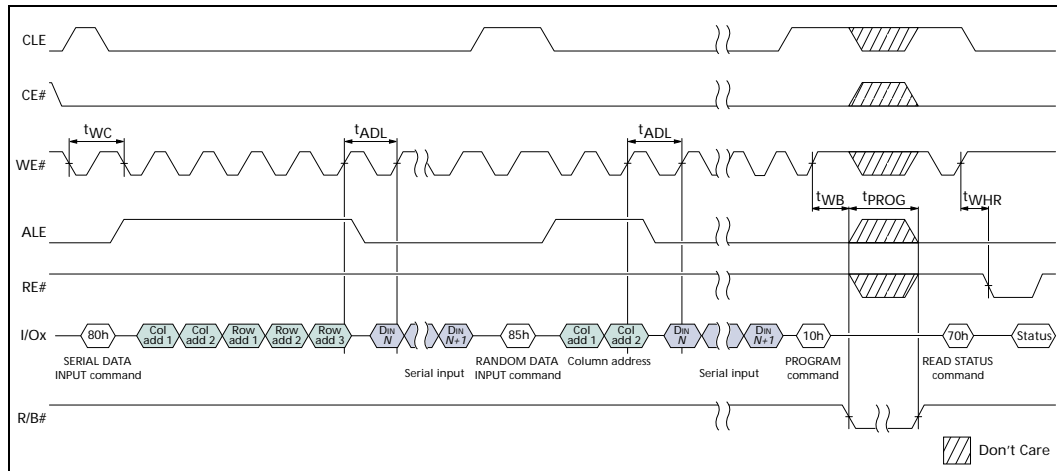 CLE
CE#
tWC
tADL
tADL
WE#
tWB
tPROG
tWHR
ALE
RE#
I/Ox
80h
Col add 1
Col add 2
Row add 1
Row add 2
Row add 3
DIN N
DIN N+1
85h
Col add 1
Col add 2
DIN N
DIN N+1
10h
70h
Status
SERIAL DATA
INPUT command
Serial input
RANDOM DATA
INPUT command
Column address
Serial input
PROGRAM
command
READ STATUS
command
R/B#
Don't Care